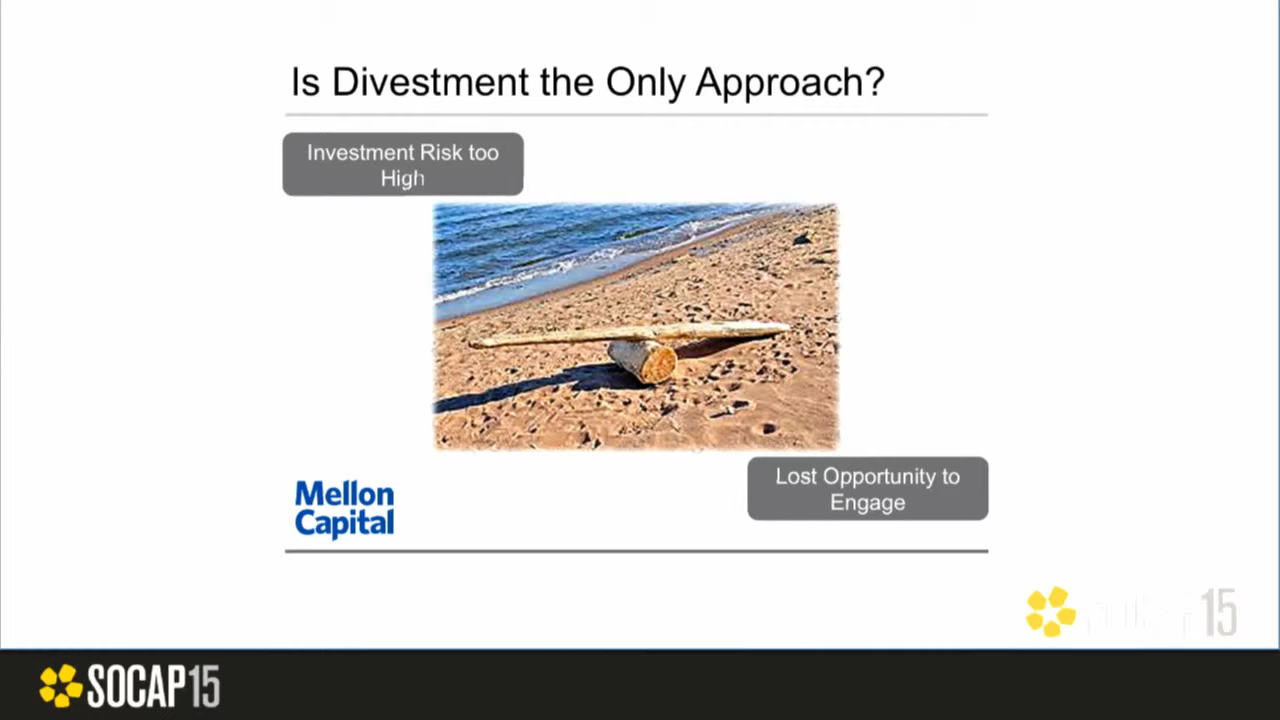 Is Divestment the Only Approach?
Investment Risk too
High
Lost Opportunity to
Engage
Mellon
Capital
15
SOCAP15